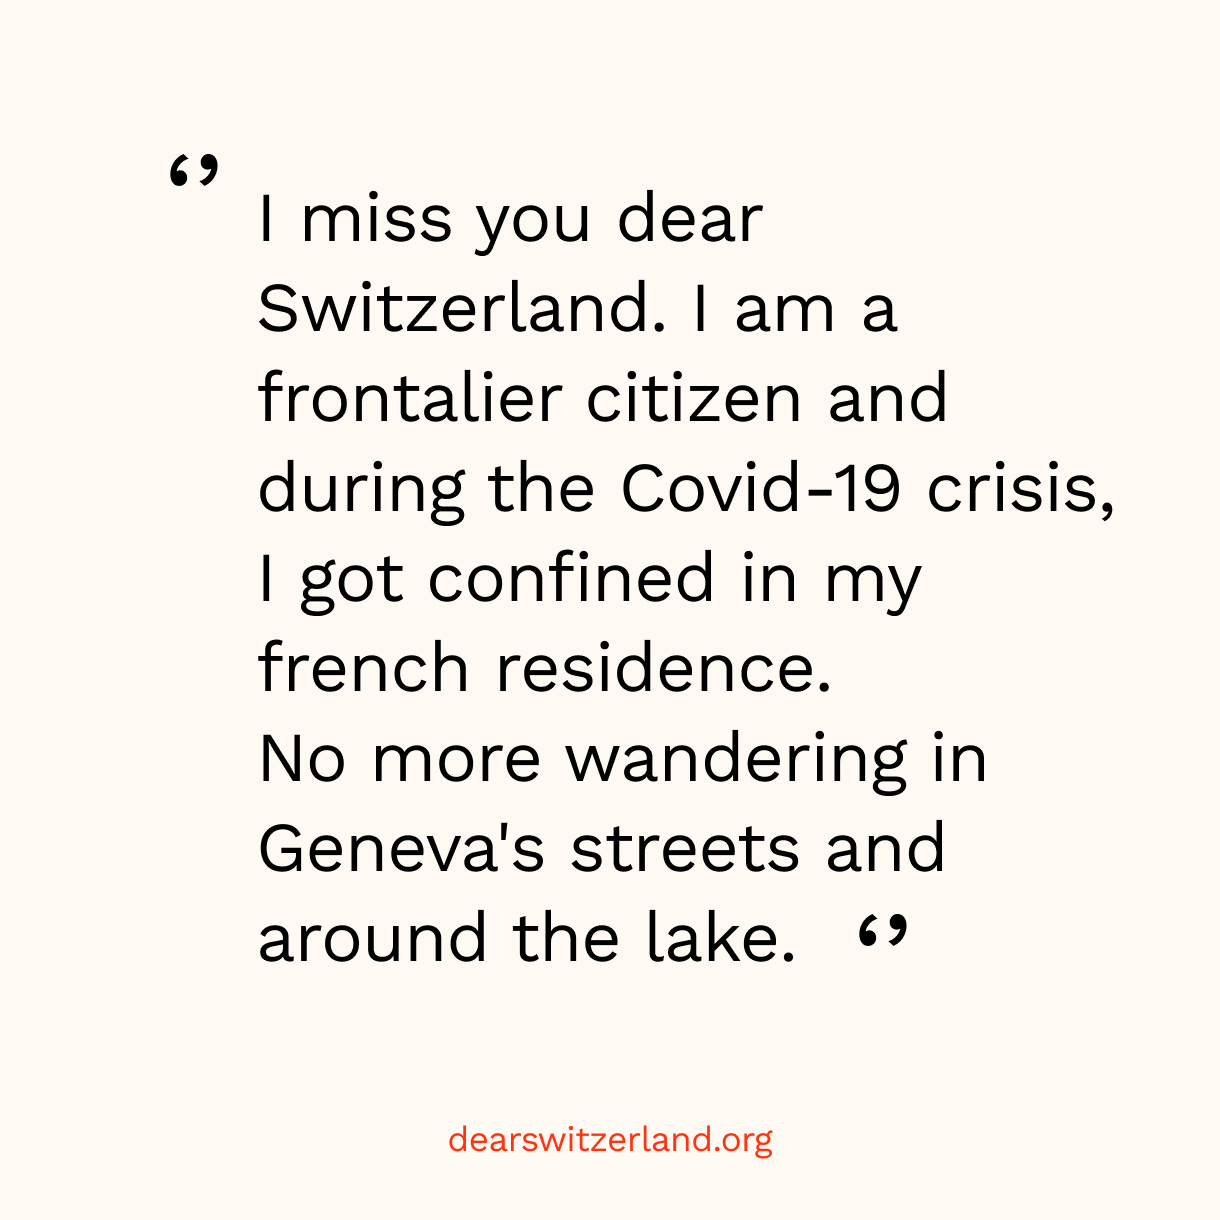 ‘’ I miss you dear
Switzerland. I am a
frontalier citizen and
during the Covid-19 crisis,
I got confined in my
french residence.
No more wandering in
Geneva's streets and
around the lake. ‘’
dearswitzerland.org